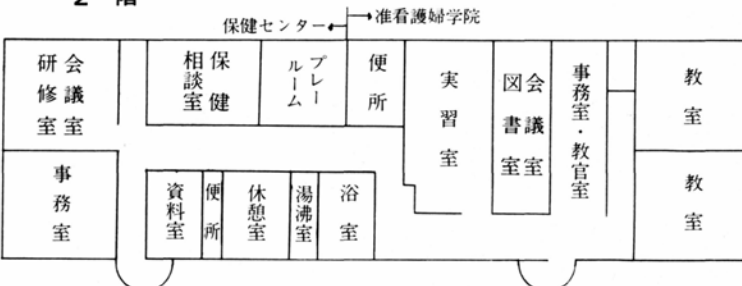 2 階
保健センター
准看護婦学院
会議室
研修室
保健
相談室
プレー
ルーム
便所
実習室
会議室
図書室
事務室・教官室
教室
事務室
資料室
便所
休憩室
湯沸室
浴室
教室